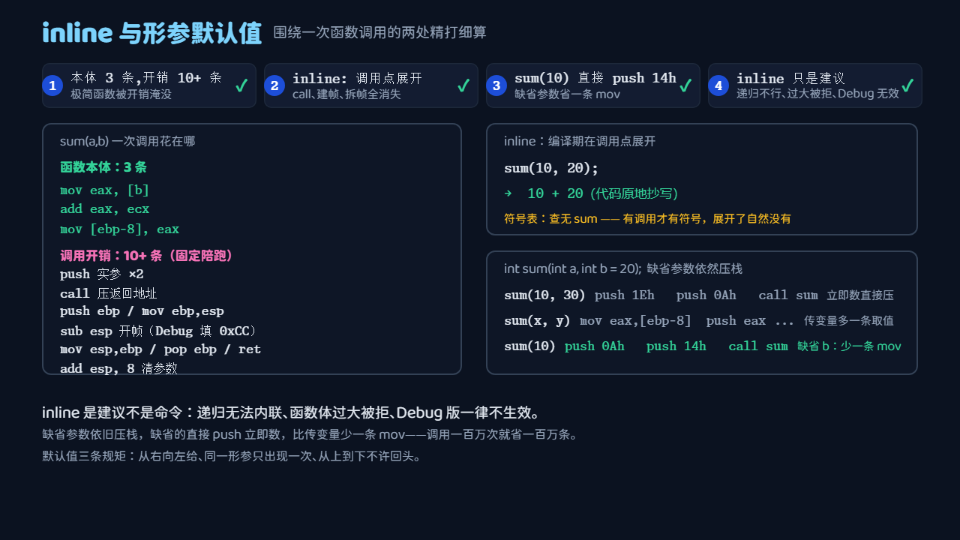 inline 与形参默认值 围绕一次函数调用的两处精打细算
1 本体 3 条,开销 10+ 条 ✓
极简函数被开销淹没
2 inline: 调用点展开 ✓
call、建帧、拆帧全消失
3 sum(10) 直接 push 14h ✓
缺省参数省一条 mov
4 inline 只是建议 ✓
递归不行、过大被拒、Debug 无效
sum(a,b) 一次调用花在哪
函数本体：3 条
mov eax, [b]
add eax, ecx
mov [ebp-8], eax
调用开销：10+ 条（固定陪跑）
push 实参 ×2
call 压返回地址
push ebp / mov ebp,esp
sub esp 开帧（Debug 填 0xCC）
mov esp,ebp / pop ebp / ret
add esp, 8 清参数
inline：编译期在调用点展开
sum(10, 20);
→ 10 + 20（代码原地抄写）
符号表：查无 sum —— 有调用才有符号，展开了自然没有
int sum(int a, int b = 20); 缺省参数依然压栈
sum(10, 30) push 1Eh push 0Ah call sum 立即数直接压
sum(x, y) mov eax,[ebp-8] push eax ... 传变量多一条取值
sum(10) push 0Ah push 14h call sum 缺省 b：少一条 mov
inline 是建议不是命令：递归无法内联、函数体过大被拒、Debug 版一律不生效。
缺省参数依旧压栈，缺省的直接 push 立即数，比传变量少一条 mov——调用一百万次就省一百万条。
默认值三条规矩：从右向左给、同一形参只出现一次、从上到下不许回头。